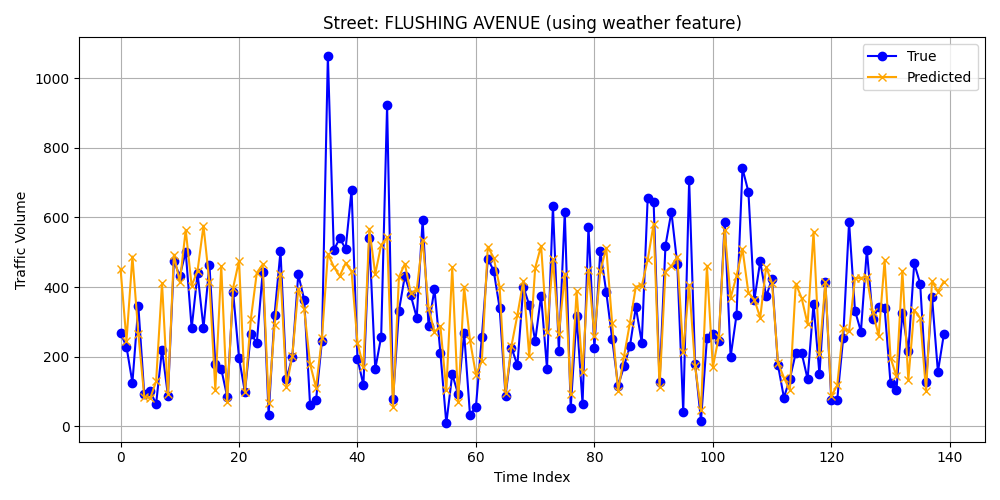 Street: FLUSHING AVENUE (using weather feature)
True
Predicted
Traffic Volume
1000
800
600
400
200
0
0 20 40 60 80 100 120 140
Time Index